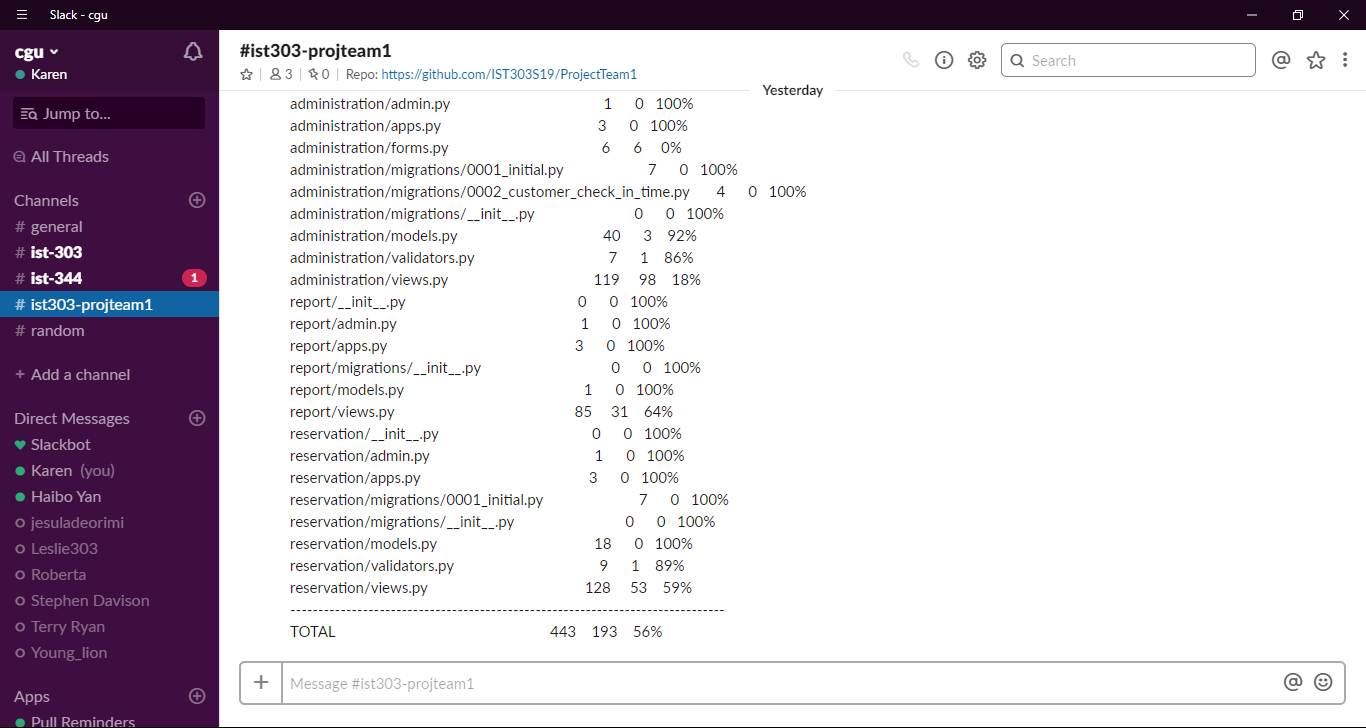 Slack - cgu
cgu
Karen
Jump to...
All Threads
Channels
# general
# ist-303
# ist-344 1
# ist303-projteam1
# random
+ Add a channel
Direct Messages
Slackbot
Karen (you)
Haibo Yan
jesuladeorimi
Leslie303
Roberta
Stephen Davison
Terry Ryan
Young_lion
Apps
Pull Reminders
#ist303-projteam1
3 | 0 | Repo: https://github.com/IST303S19/ProjectTeam1
Search
Yesterday
administration/admin.py 1 0 100%
administration/apps.py 3 0 100%
administration/forms.py 6 6 0%
administration/migrations/0001_initial.py 7 0 100%
administration/migrations/0002_customer_check_in_time.py 4 0 100%
administration/migrations/__init__.py 0 0 100%
administration/models.py 40 3 92%
administration/validators.py 7 1 86%
administration/views.py 119 98 18%
report/__init__.py 0 0 100%
report/admin.py 1 0 100%
report/apps.py 3 0 100%
report/migrations/__init__.py 0 0 100%
report/models.py 1 0 100%
report/views.py 85 31 64%
reservation/__init__.py 0 0 100%
reservation/admin.py 1 0 100%
reservation/apps.py 3 0 100%
reservation/migrations/0001_initial.py 7 0 100%
reservation/migrations/__init__.py 0 0 100%
reservation/models.py 18 0 100%
reservation/validators.py 9 1 89%
reservation/views.py 128 53 59%
-----------------------------------------------------------------------------
TOTAL 443 193 56%
Message #ist303-projteam1